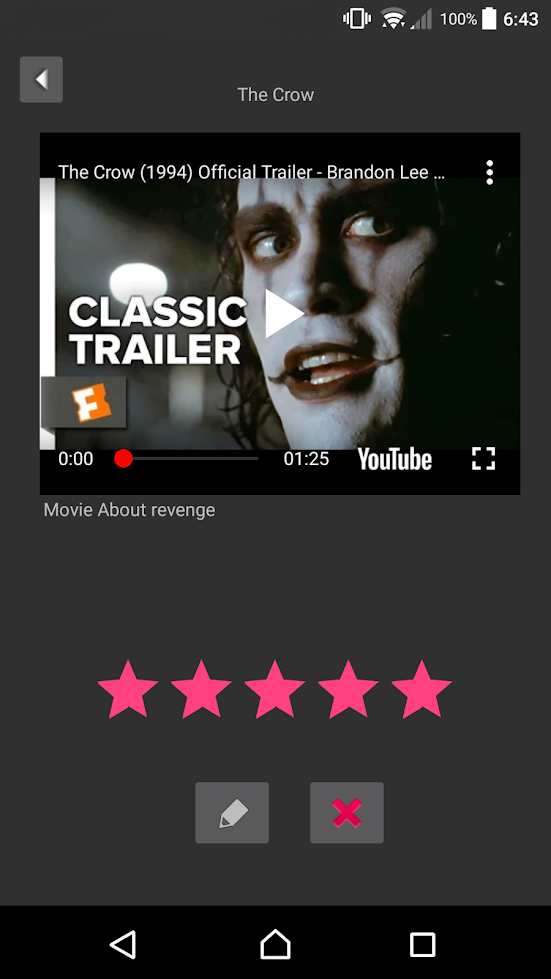 100% 6:43
The Crow
The Crow (1994) Official Trailer - Brandon Lee ...
CLASSIC
TRAILER
F
0:00 01:25 YouTube
Movie About revenge